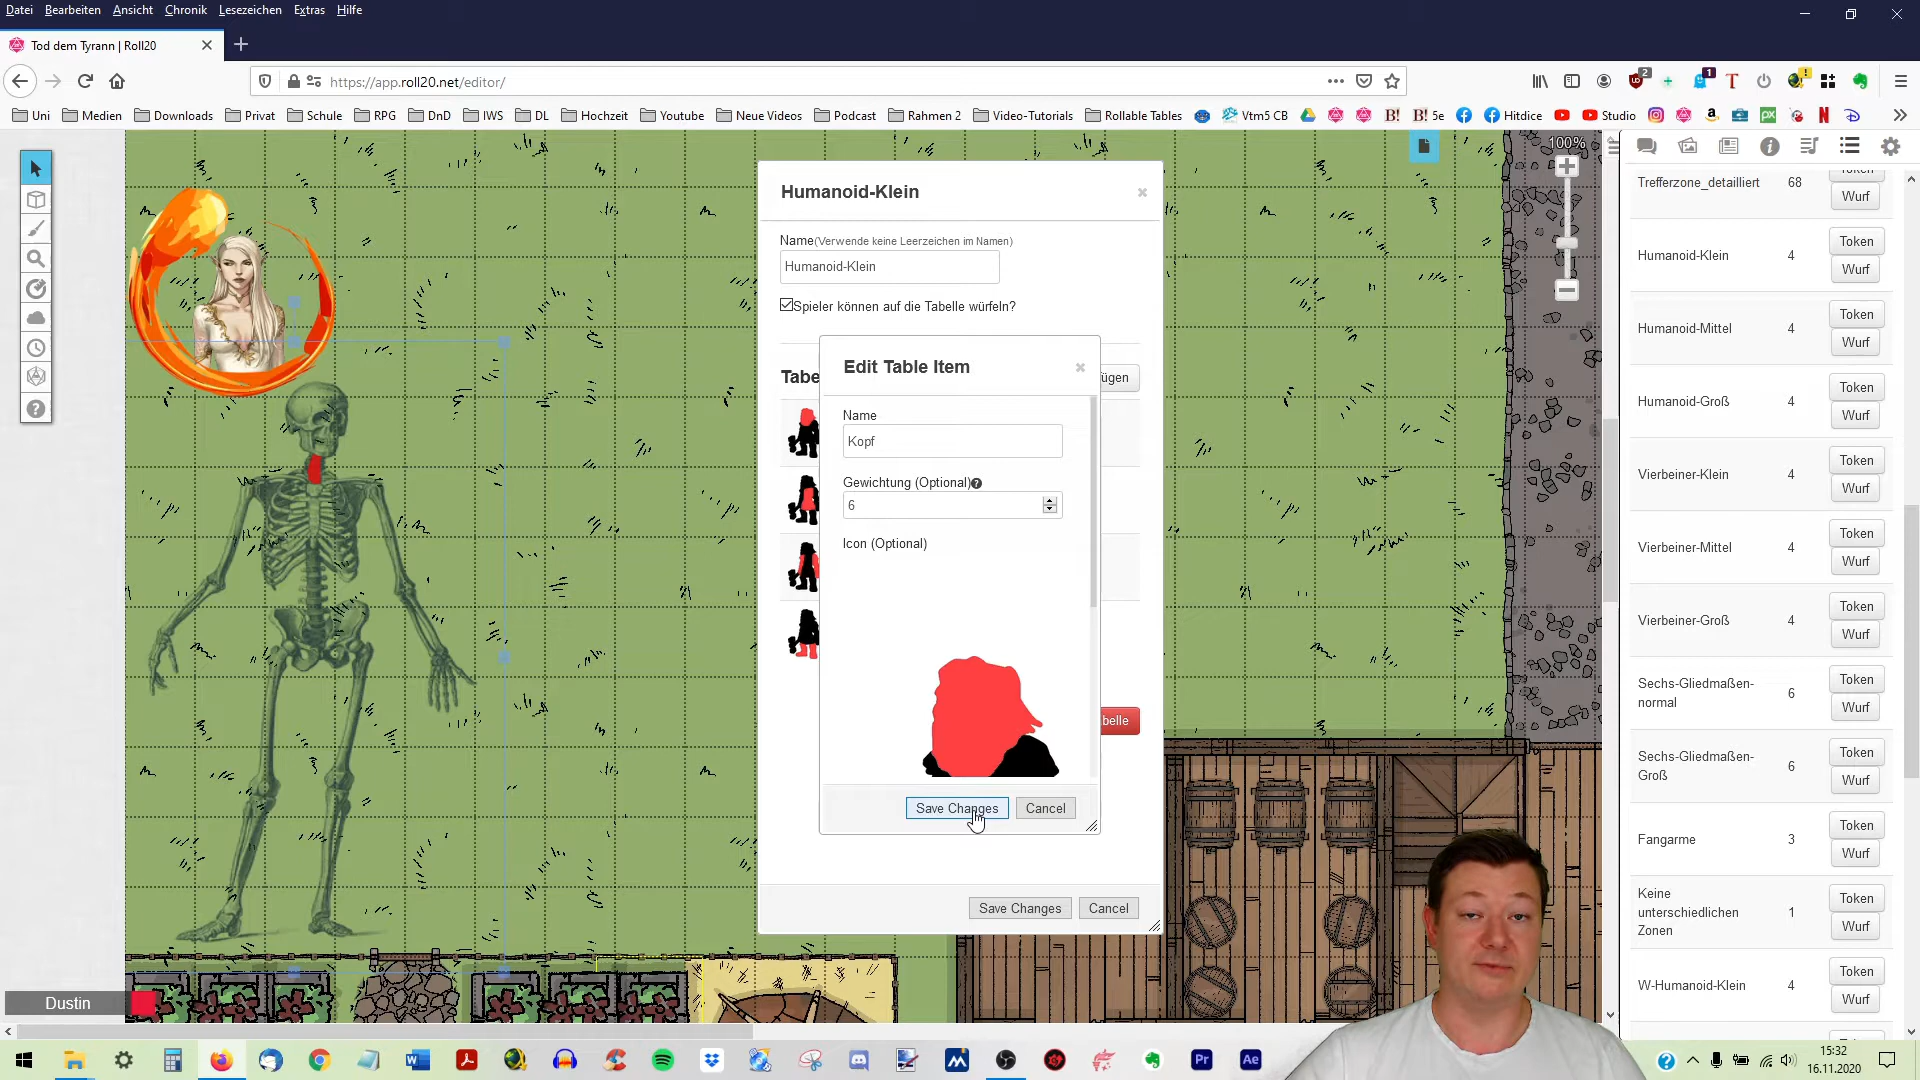 Datei Bearbeiten Ansicht Chronik Lesezeichen Extras Hilfe
Tod dem Tyrann | Roll20
https://app.roll20.net/editor/
Uni Medien Downloads Privat Schule RPG DnD IWS DL Hochzeit Youtube Neue Videos Podcast Rahmen 2 Video-Tutorials Rollable Tables Vtm5 CB 5e Hitdice Studio
100%
Humanoid-Klein
Name(Verwende keine Leerzeichen im Namen)
Humanoid-Klein
Spieler können auf die Tabelle würfeln?
Tabe
fügen
Edit Table Item
Name
Kopf
Gewichtung (Optional)
6
Icon (Optional)
belle
Save Changes Cancel
Save Changes Cancel
Trefferzone_detailliert 68 Token
Wurf
Humanoid-Klein 4 Token
Wurf
Humanoid-Mittel 4 Token
Wurf
Humanoid-Groß 4 Token
Wurf
Vierbeiner-Klein 4 Token
Wurf
Vierbeiner-Mittel 4 Token
Wurf
Vierbeiner-Groß 4 Token
Wurf
Sechs-Gliedmaßen-
normal 6 Token
Wurf
Sechs-Gliedmaßen-
Groß 6 Token
Wurf
Fangarme 3 Token
Wurf
Keine
unterschiedlichen
Zonen 1 Token
Wurf
W-Humanoid-Klein 4 Token
Wurf
Dustin
15:32
16.11.2020